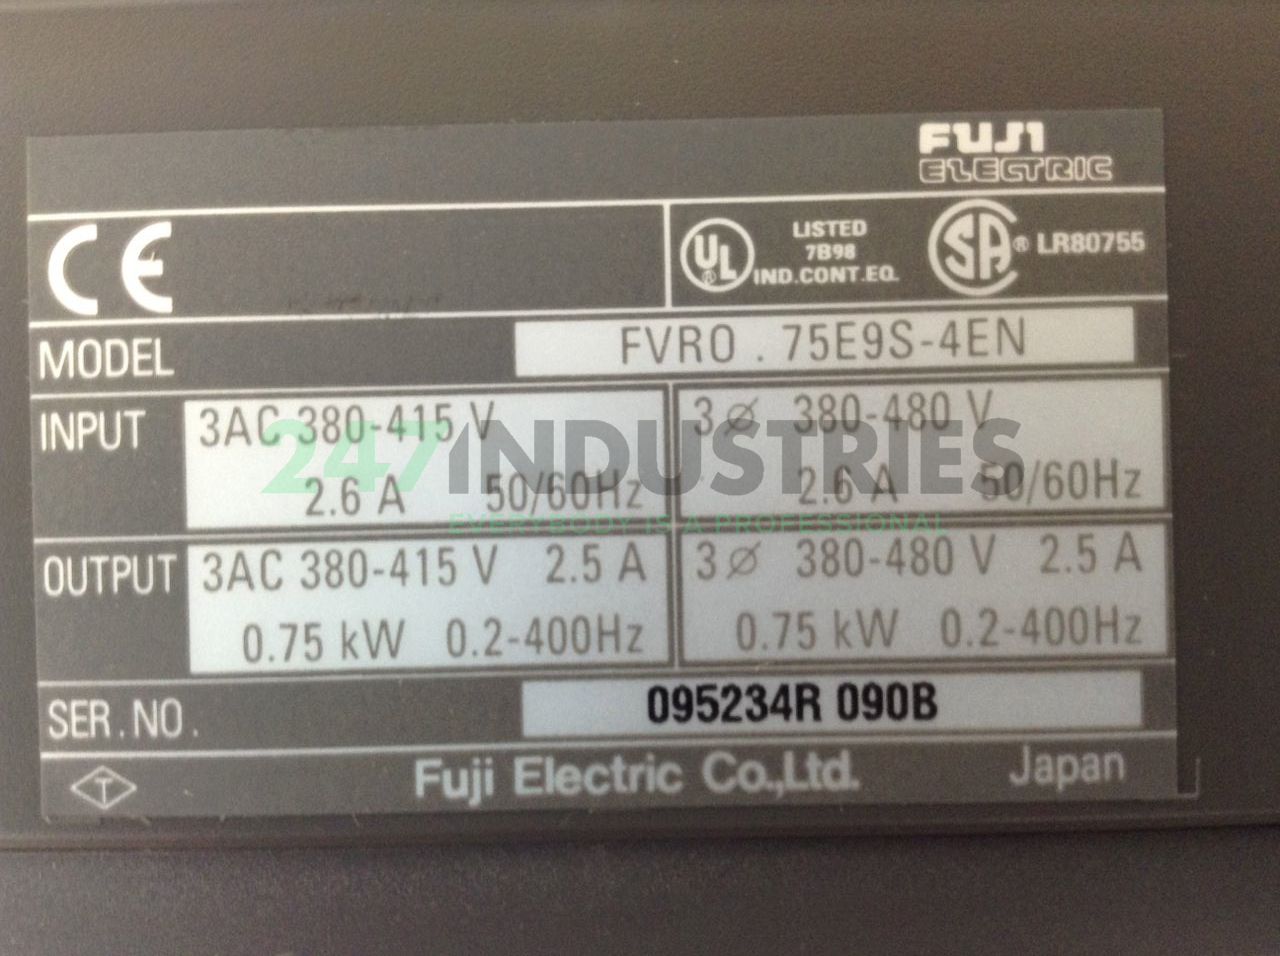 FUJI
ELECTRIC
CE
UL ®
LISTED
7B98
IND.CONT.EQ.
SA ® LR80755
MODEL FVR0.75E9S-4EN
INPUT 3AC 380-415 V 3 ⌀ 380-480 V
2.6 A 50/60Hz 2.6 A 50/60Hz
247INDUSTRIES
EVERYBODY IS A PROFESSIONAL
OUTPUT 3AC 380-415 V 2.5 A 3 ⌀ 380-480 V 2.5 A
0.75 kW 0.2-400Hz 0.75 kW 0.2-400Hz
SER.NO. 095234R 090B
T Fuji Electric Co.,Ltd. Japan